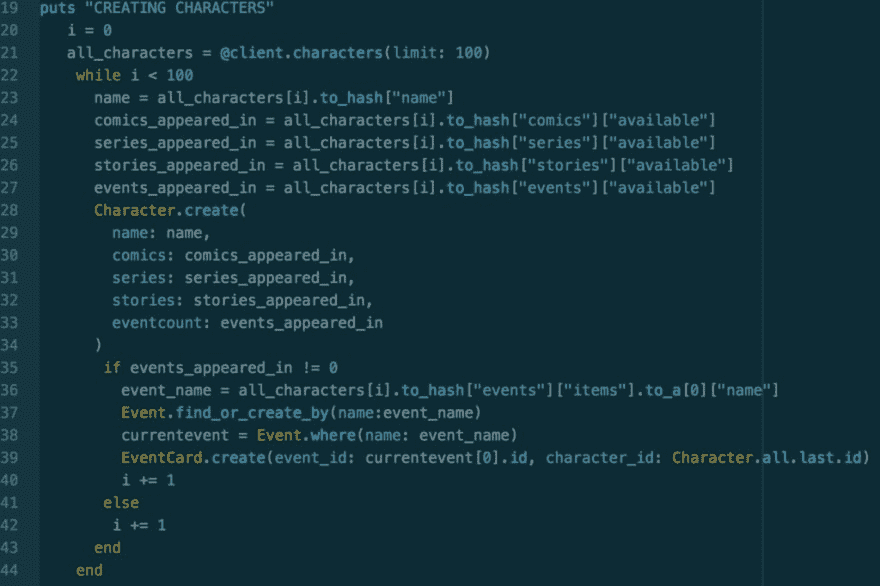 19 puts "CREATING CHARACTERS"
20 i = 0
21 all_characters = @client.characters(limit: 100)
22 while i < 100
23 name = all_characters[i].to_hash["name"]
24 comics_appeared_in = all_characters[i].to_hash["comics"]["available"]
25 series_appeared_in = all_characters[i].to_hash["series"]["available"]
26 stories_appeared_in = all_characters[i].to_hash["stories"]["available"]
27 events_appeared_in = all_characters[i].to_hash["events"]["available"]
28 Character.create(
29 name: name,
30 comics: comics_appeared_in,
31 series: series_appeared_in,
32 stories: stories_appeared_in,
33 eventcount: events_appeared_in
34 )
35 if events_appeared_in != 0
36 event_name = all_characters[i].to_hash["events"]["items"].to_a[0]["name"]
37 Event.find_or_create_by(name:event_name)
38 currentevent = Event.where(name: event_name)
39 EventCard.create(event_id: currentevent[0].id, character_id: Character.all.last.id)
40 i += 1
41 else
42 i += 1
43 end
44 end